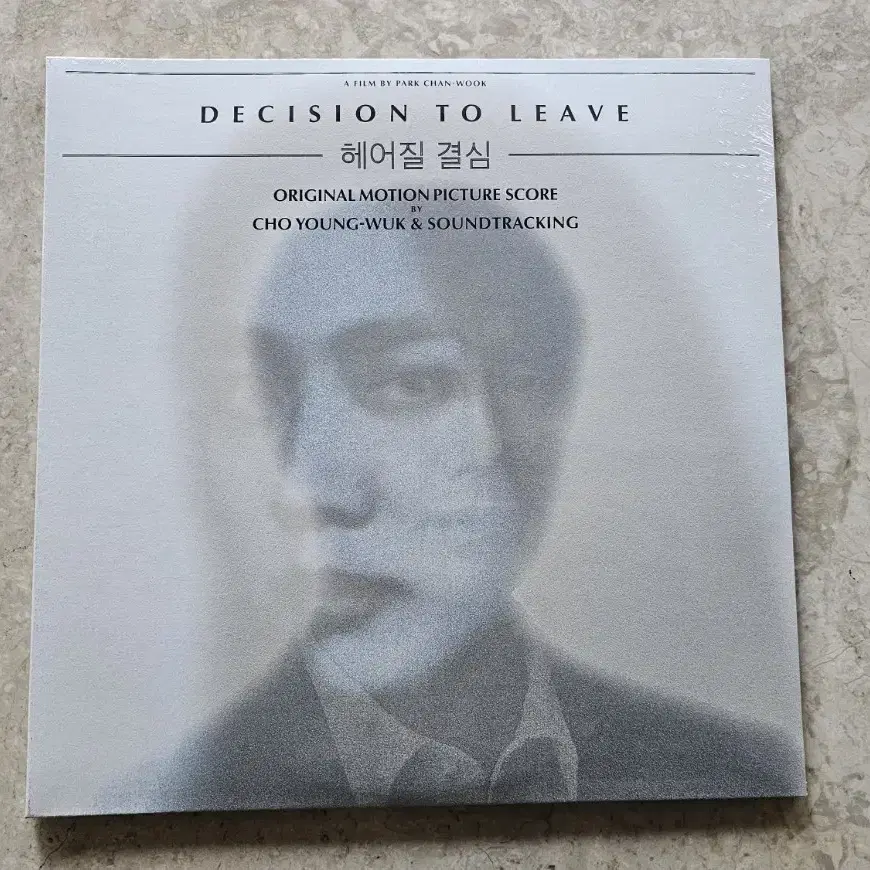 A FILM BY PARK CHAN-WOOK
DECISION TO LEAVE
헤어질 결심
ORIGINAL MOTION PICTURE SCORE
BY
CHO YOUNG-WUK & SOUNDTRACKING